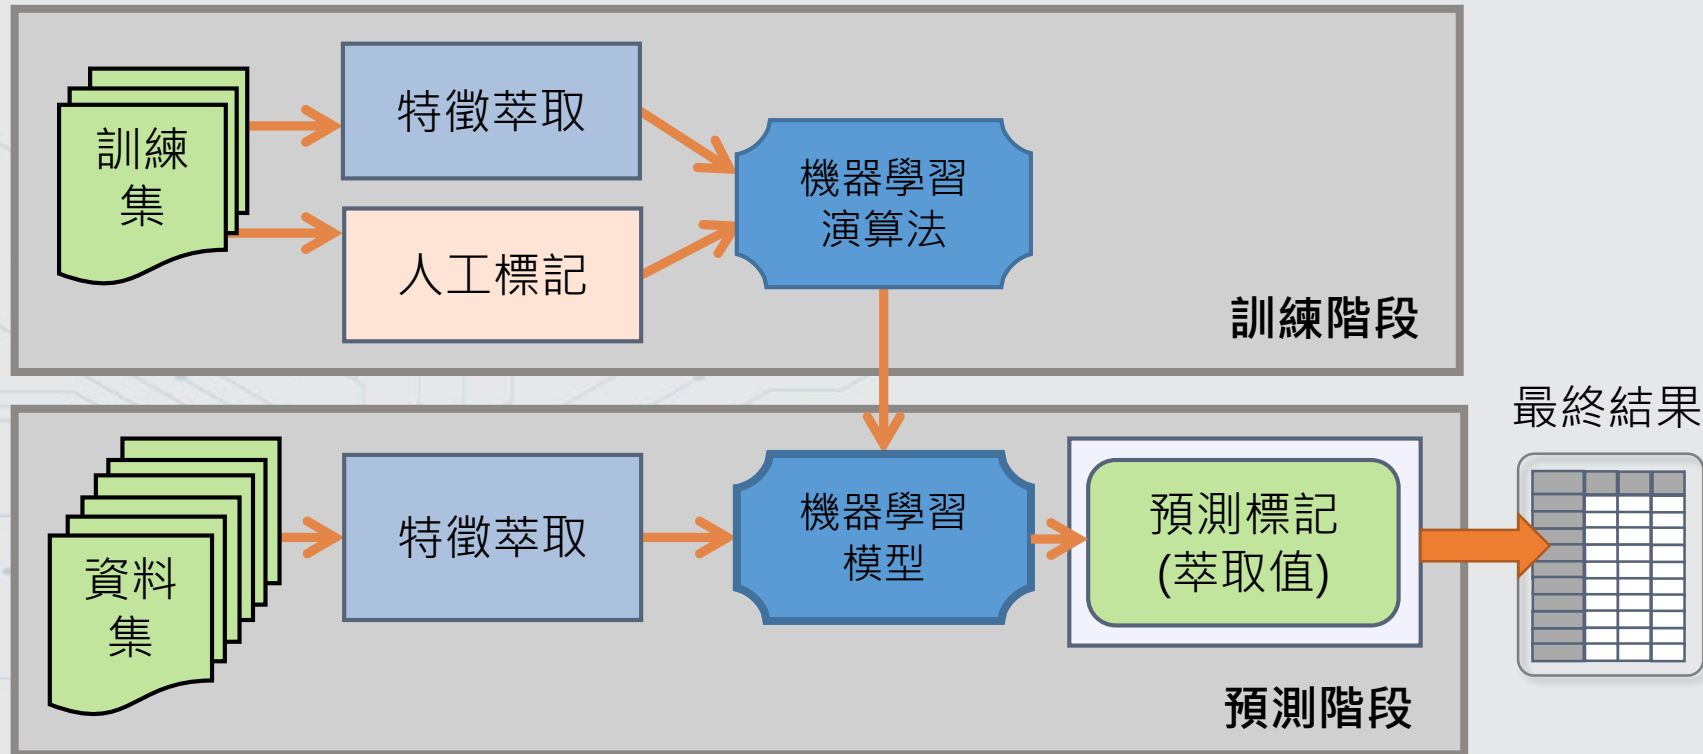 訓練
集
特徵萃取
人工標記
機器學習
演算法
訓練階段
最終結果
資料
集
特徵萃取
機器學習
模型
預測標記
(萃取值)
預測階段